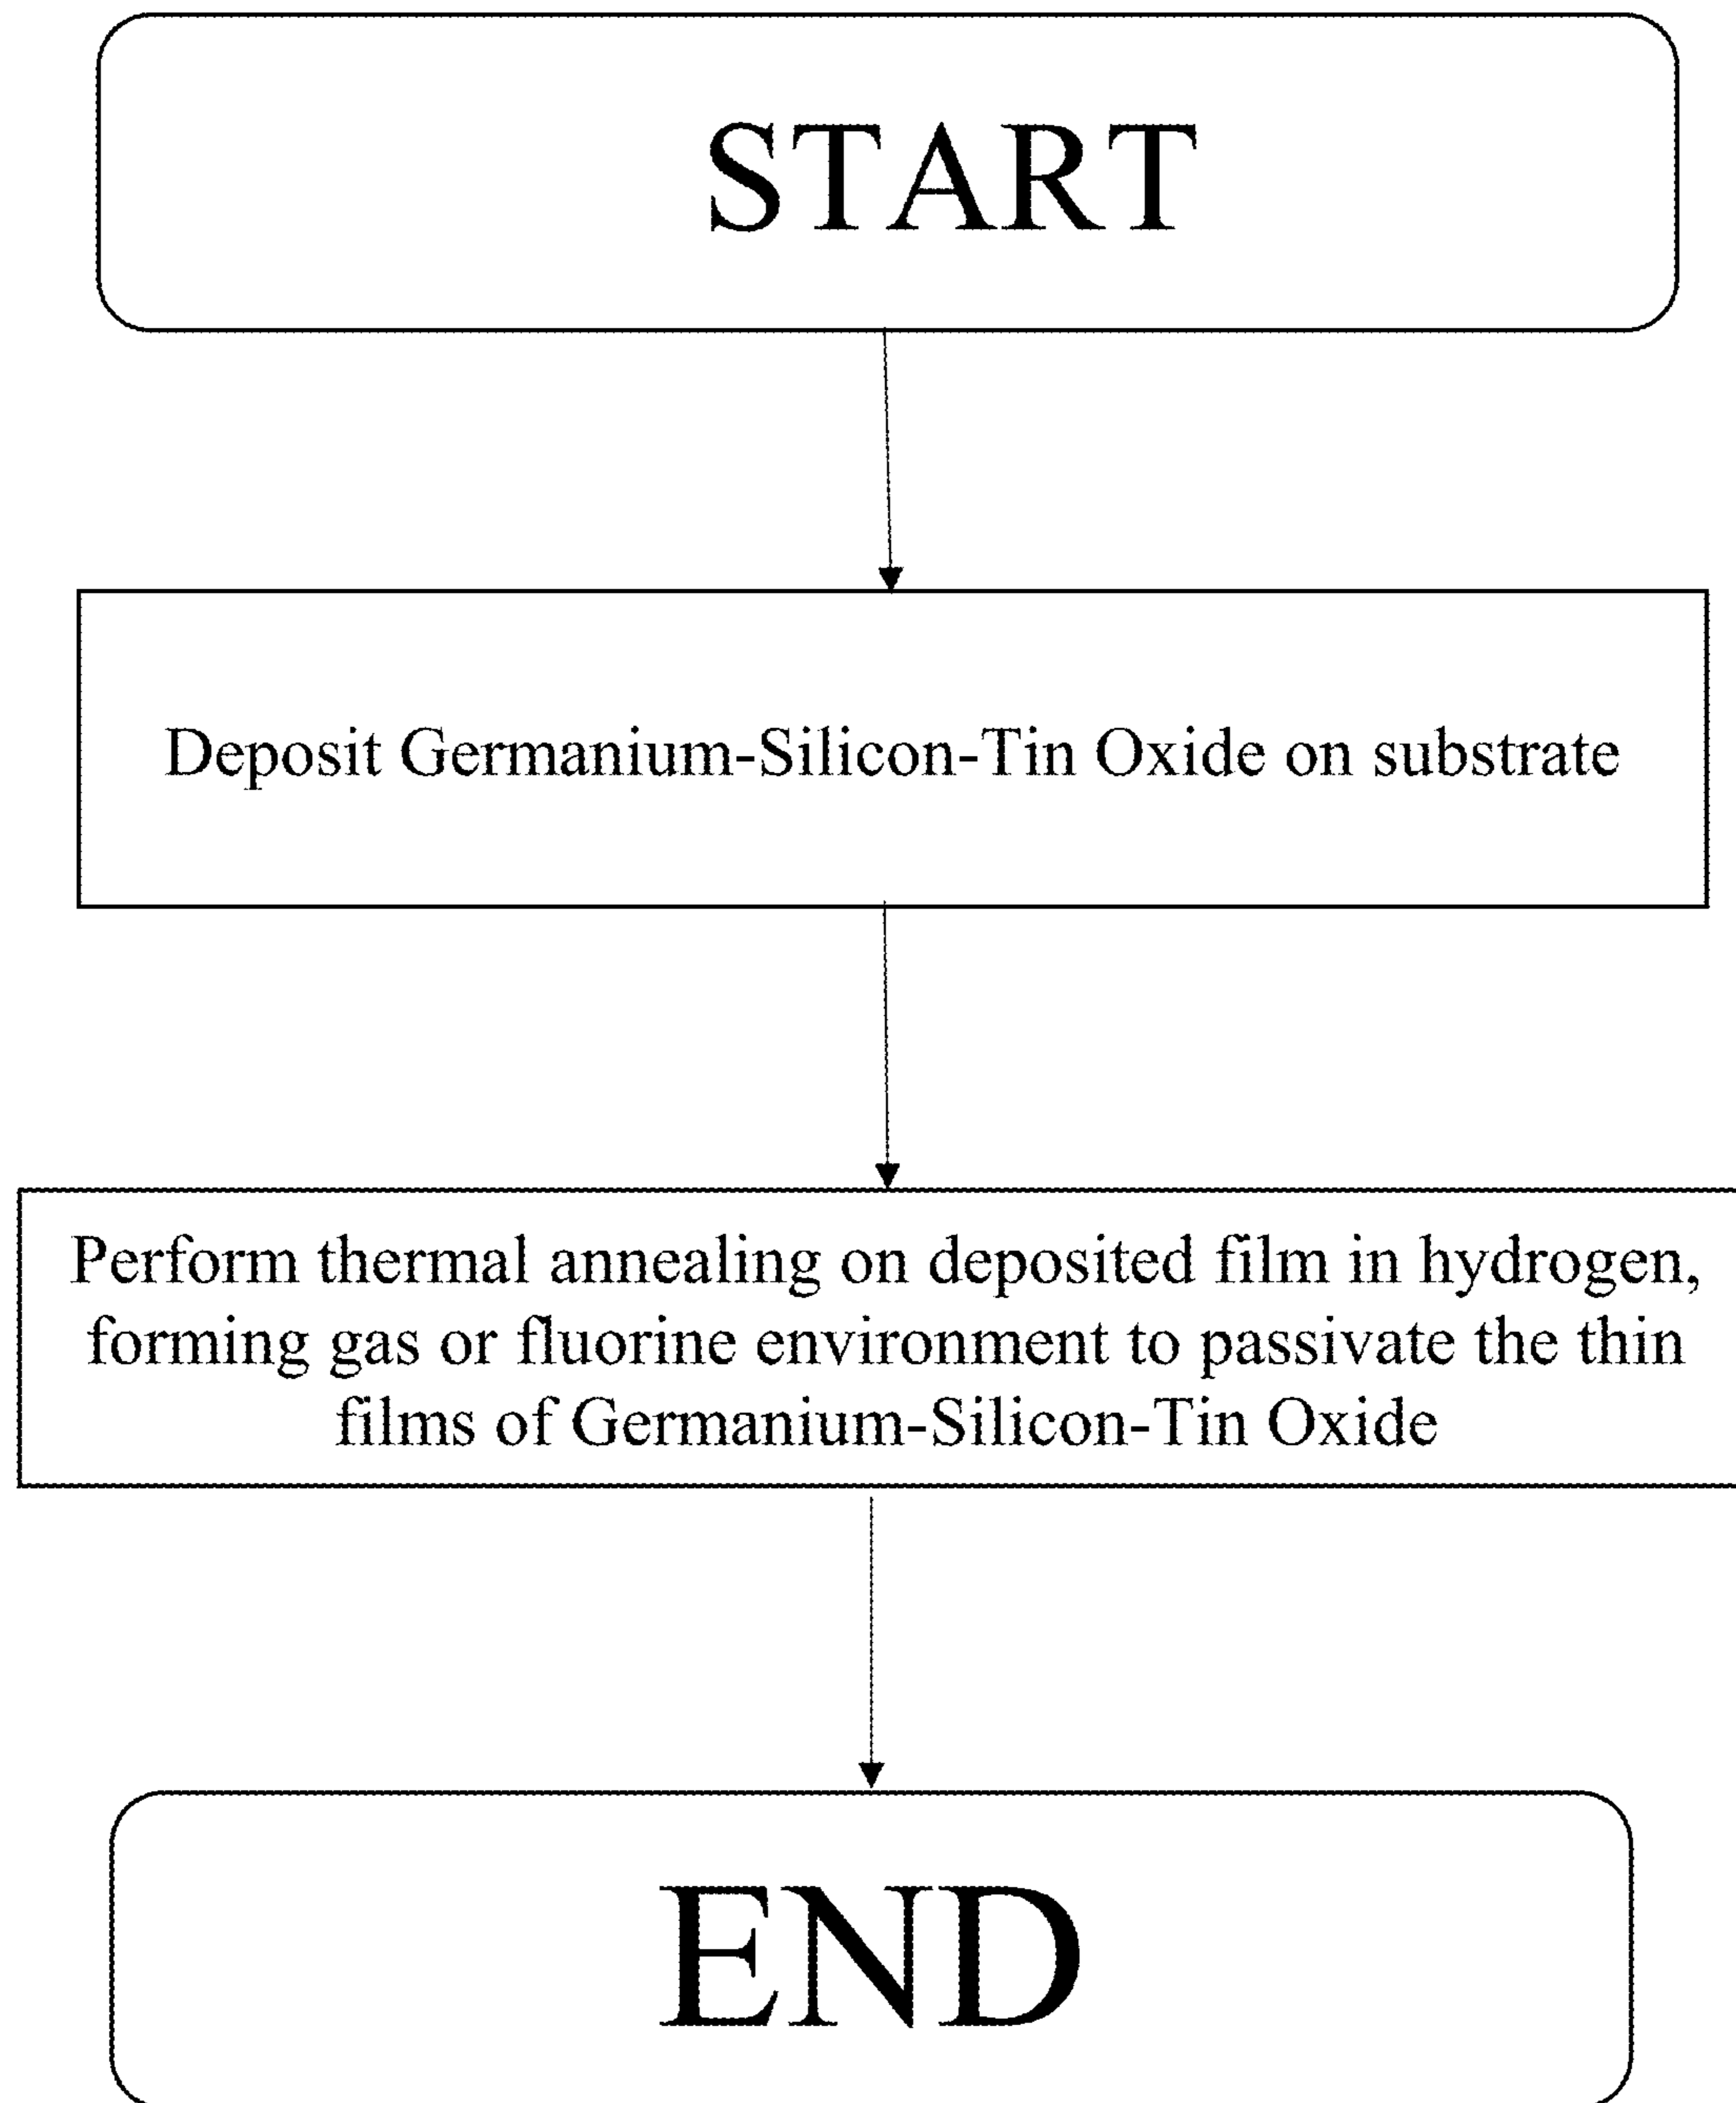 START
Deposit Germanium-Silicon-Tin Oxide on substrate
Perform thermal annealing on deposited film in hydrogen,
forming gas or fluorine environment to passivate the thin
films of Germanium-Silicon-Tin Oxide
END